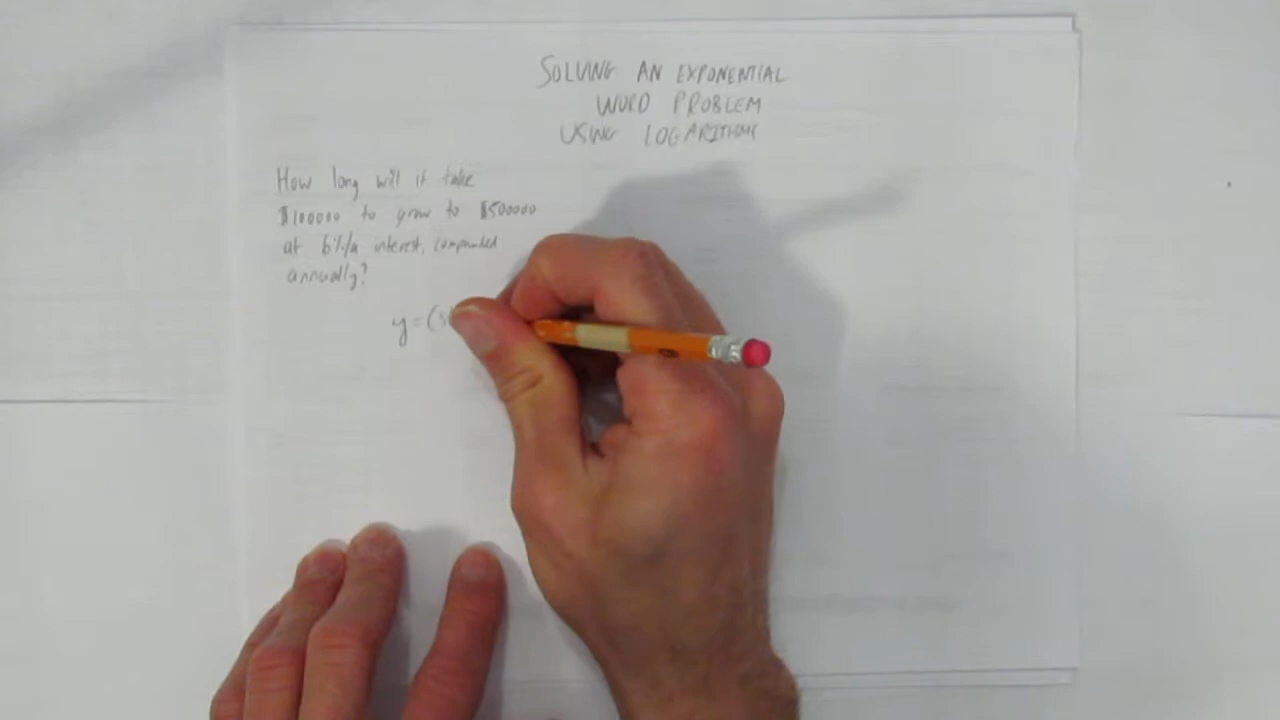 SOLVING AN EXPONENTIAL
WORD PROBLEM
USING LOGARITHMS
How long will it take
$100000 to grow to $500000
at 6%/a interest, compounded
annually?
y=(s